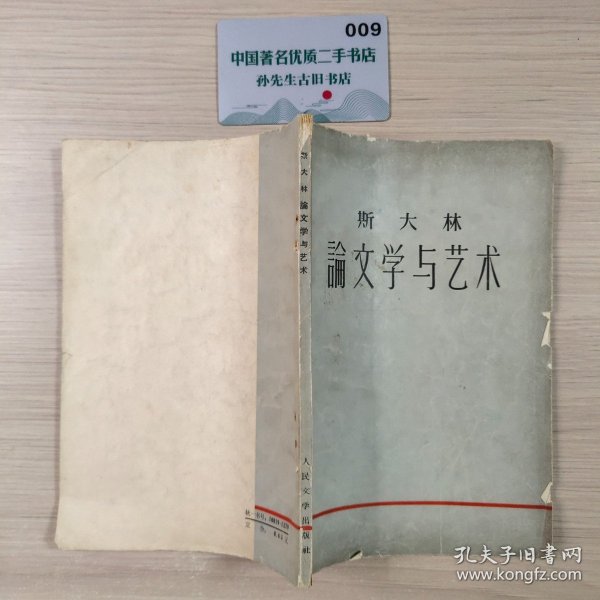 009
中国著名优质二手书店
孙先生古旧书店
斯大林
論文学与艺术
斯大林 論文学与艺术
人民文学出版社
孔夫子旧书网
www.kongfz.com